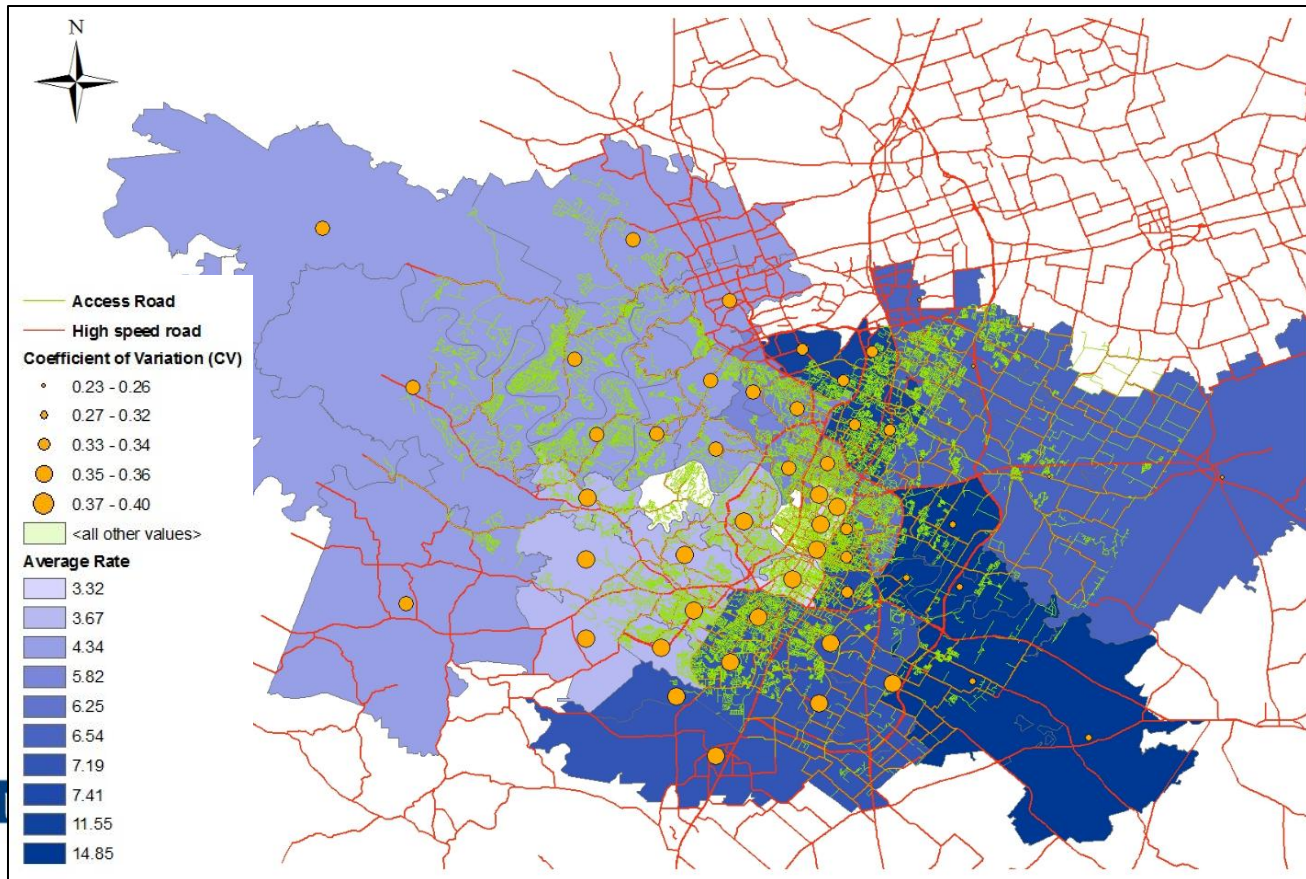 N
Access Road
High speed road
Coefficient of Variation (CV)
0.23 - 0.26
0.27 - 0.32
0.33 - 0.34
0.35 - 0.36
0.37 - 0.40
<all other values>
Average Rate
3.32
3.67
4.34
5.82
6.25
6.54
7.19
7.41
11.55
14.85